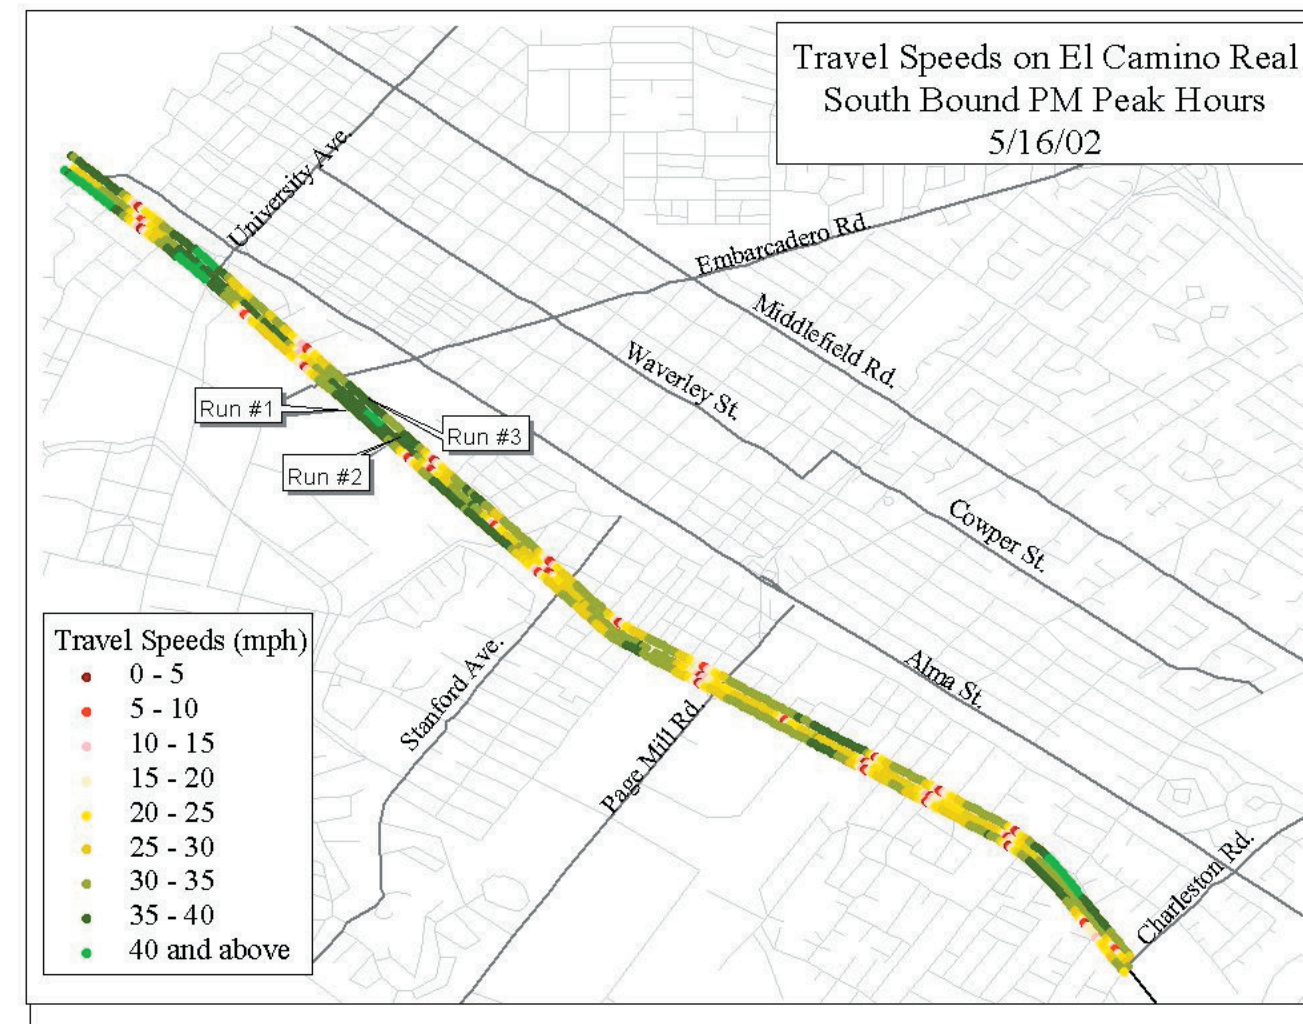 Travel Speeds on El Camino Real
South Bound PM Peak Hours
5/16/02
University Ave.
Embarcadero Rd.
Middlefield Rd.
Waverley St.
Run #1
Run #3
Run #2
Cowper St.
Alma St.
Stanford Ave.
Page Mill Rd.
Charleston Rd.
Travel Speeds (mph)
0 - 5
5 - 10
10 - 15
15 - 20
20 - 25
25 - 30
30 - 35
35 - 40
40 and above